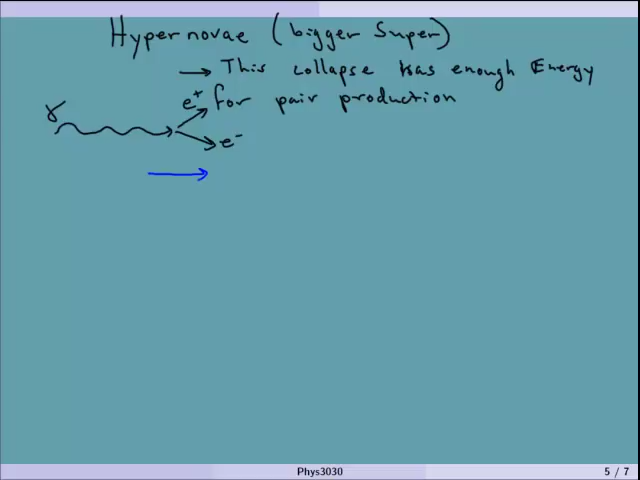 Hypernovae (bigger Super)
→ This collapse has enough Energy
e⁺ for pair production
γ
e⁻
Phys3030
5 / 7